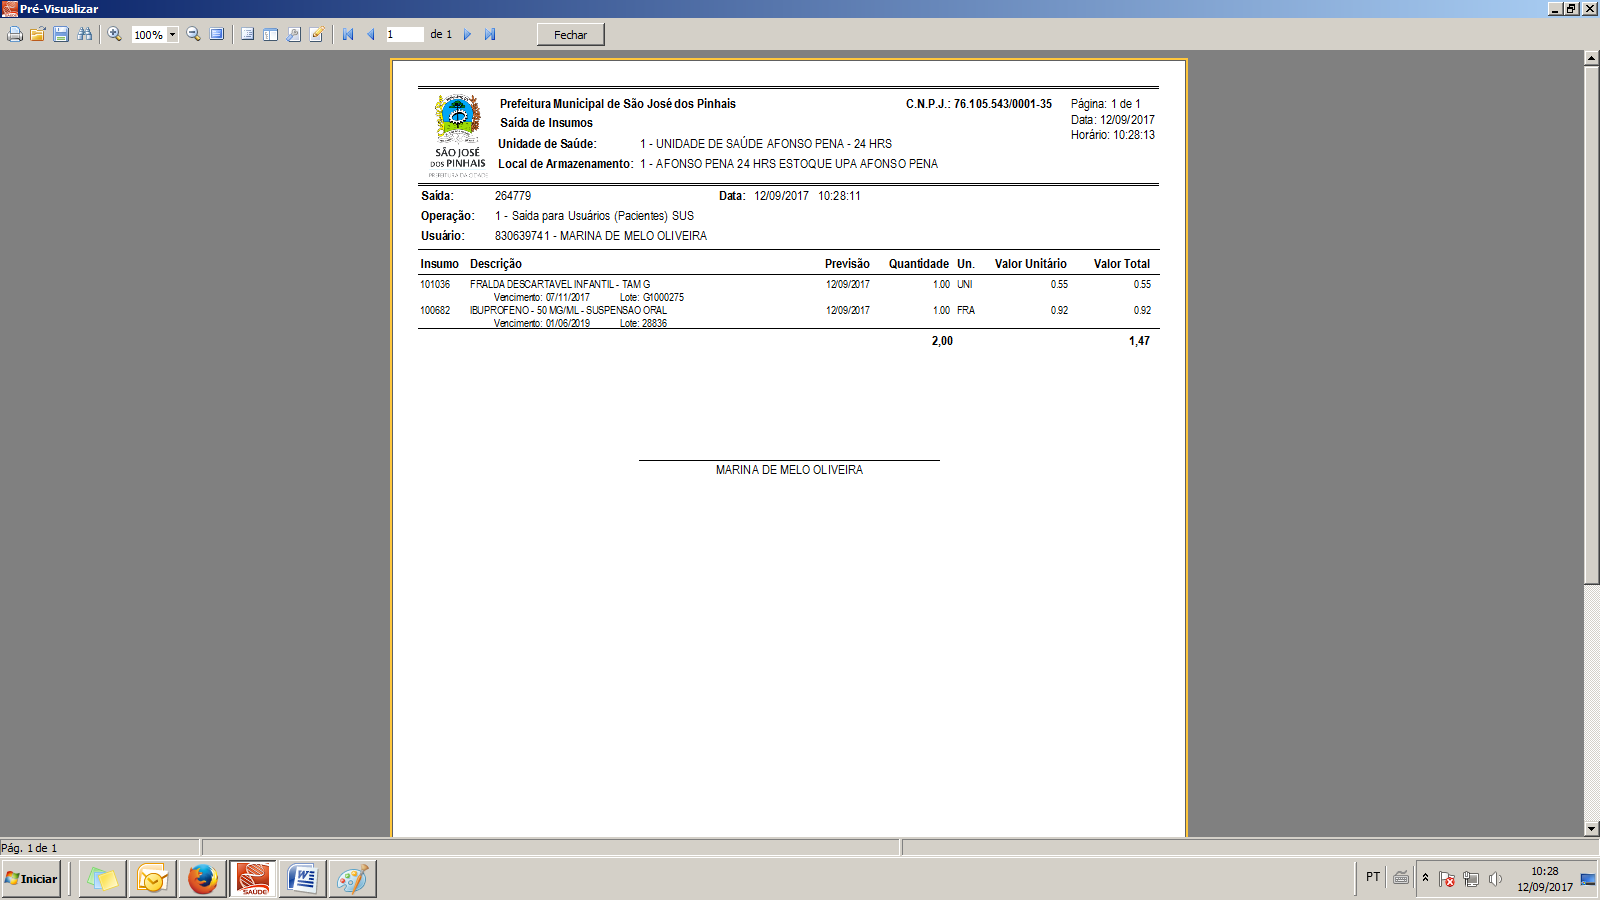 Pré-Visualizar
100%
1 de 1
Fechar
Prefeitura Municipal de São José dos Pinhais C.N.P.J.: 76.105.543/0001-35 Página: 1 de 1
Saída de Insumos Data: 12/09/2017
Horário: 10:28:13
Unidade de Saúde: 1 - UNIDADE DE SAÚDE AFONSO PENA - 24 HRS
Local de Armazenamento: 1 - AFONSO PENA 24 HRS ESTOQUE UPA AFONSO PENA
SÃO JOSÉ
DOS PINHAIS
PREFEITURA DA CIDADE
Saída: 264779 Data: 12/09/2017 10:28:11
Operação: 1 - Saída para Usuários (Pacientes) SUS
Usuário: 830639741 - MARINA DE MELO OLIVEIRA
Insumo Descrição Previsão Quantidade Un. Valor Unitário Valor Total
101036 FRALDA DESCARTAVEL INFANTIL - TAM G 12/09/2017 1.00 UNI 0.55 0.55
Vencimento: 07/11/2017 Lote: G1000275
100682 IBUPROFENO - 50 MG/ML - SUSPENSAO ORAL 12/09/2017 1.00 FRA 0.92 0.92
Vencimento: 01/06/2019 Lote: 28836
2,00 1,47
MARINA DE MELO OLIVEIRA
Pág. 1 de 1
Iniciar
SAÚDE
PT
10:28
12/09/2017